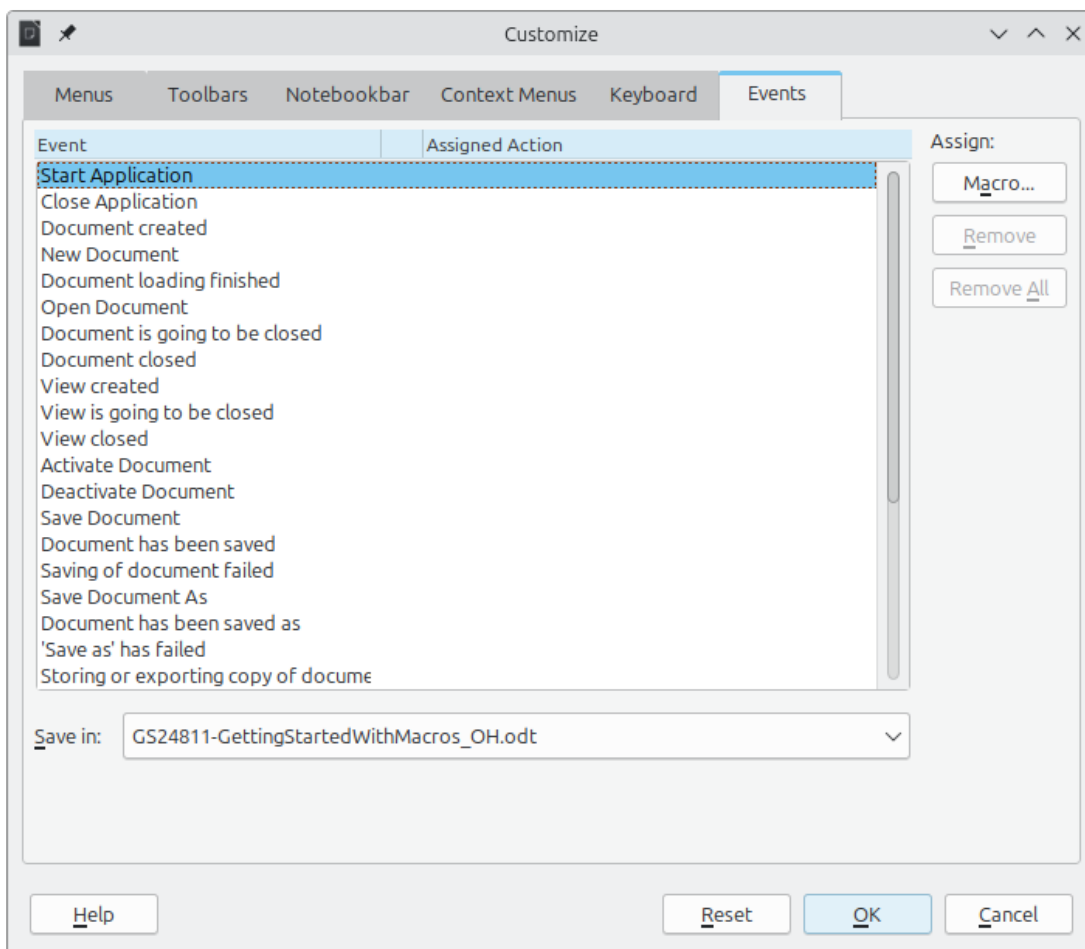 Customize
Menus Toolbars Notebookbar Context Menus Keyboard Events
Event Assigned Action
Assign:
Start Application
Macro...
Close Application
Document created
Remove
New Document
Document loading finished
Remove All
Open Document
Document is going to be closed
Document closed
View created
View is going to be closed
View closed
Activate Document
Deactivate Document
Save Document
Document has been saved
Saving of document failed
Save Document As
Document has been saved as
'Save as' has failed
Storing or exporting copy of docume
Save in: GS24811-GettingStartedWithMacros_OH.odt
Help Reset OK Cancel